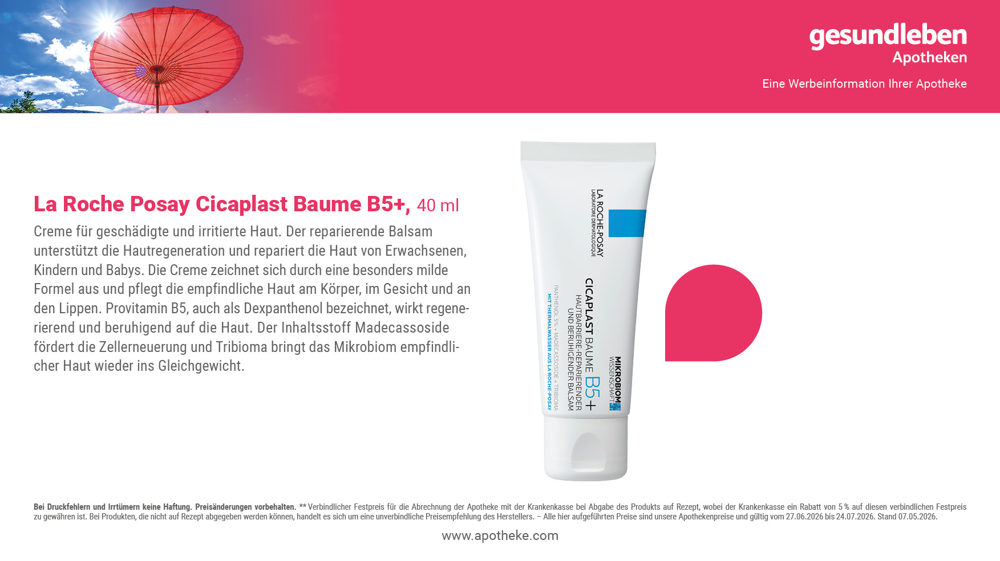 gesundleben
Apotheken
Eine Werbeinformation Ihrer Apotheke
La Roche Posay Cicaplast Baume B5+, 40 ml
Creme für geschädigte und irritierte Haut. Der reparierende Balsam
unterstützt die Hautregeneration und repariert die Haut von Erwachsenen,
Kindern und Babys. Die Creme zeichnet sich durch eine besonders milde
Formel aus und pflegt die empfindliche Haut am Körper, im Gesicht und an
den Lippen. Provitamin B5, auch als Dexpanthenol bezeichnet, wirkt regene-
rierend und beruhigend auf die Haut. Der Inhaltsstoff Madecassoside
fördert die Zellerneuerung und Tribioma bringt das Mikrobiom empfindli-
cher Haut wieder ins Gleichgewicht.
LA ROCHE-POSAY
LABORATOIRE DERMATOLOGIQUE
MIKROBIOM
WISSENSCHAFT
CICAPLAST BAUME B5+
HAUTBARRIERE-REPARIERENDER
UND BERUHIGENDER BALSAM
PANTHENOL 5% + MADECASSOSIDE + TRIBIOMA
MIT THERMALWASSER AUS LA ROCHE-POSAY
Bei Druckfehlern und Irrtümern keine Haftung. Preisänderungen vorbehalten. ** Verbindlicher Festpreis für die Abrechnung der Apotheke mit der Krankenkasse bei Abgabe des Produkts auf Rezept, wobei der Krankenkasse ein Rabatt von 5 % auf diesen verbindlichen Festpreis
zu gewähren ist. Bei Produkten, die nicht auf Rezept abgegeben werden können, handelt es sich um eine unverbindliche Preisempfehlung des Herstellers. – Alle hier aufgeführten Preise sind unsere Apothekenpreise und gültig vom 27.06.2026 bis 24.07.2026. Stand 07.05.2026.
www.apotheke.com